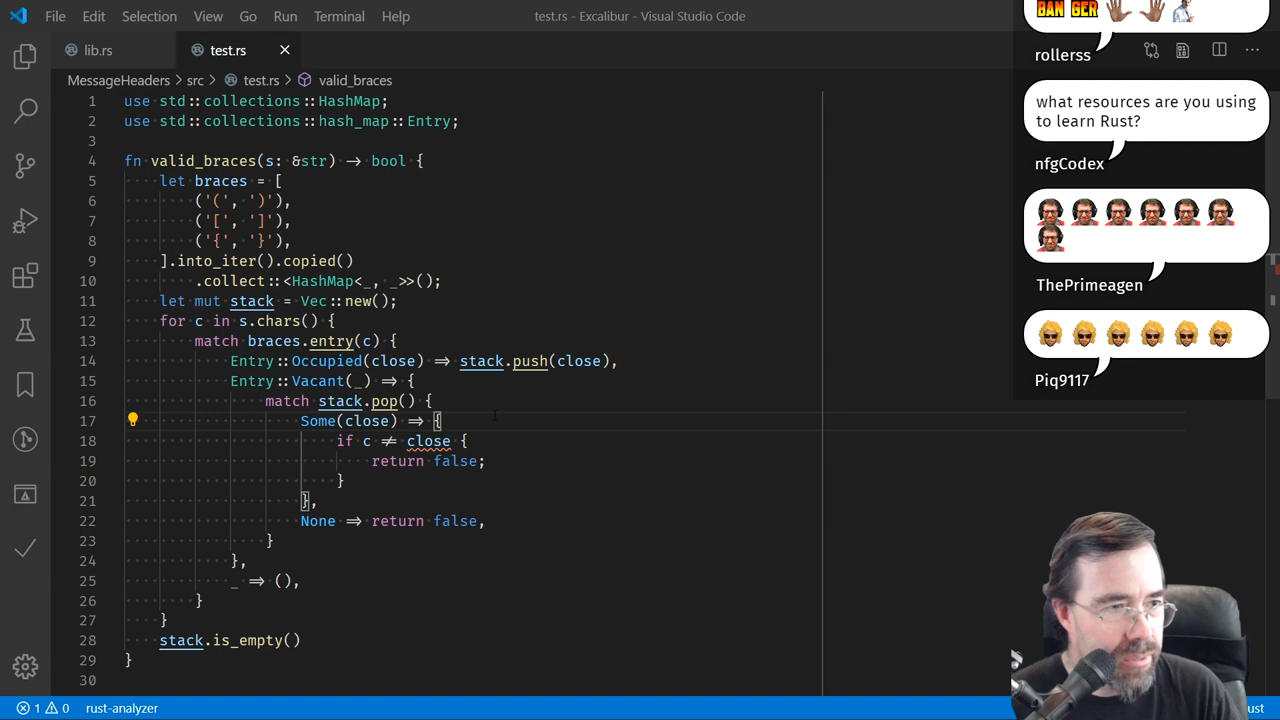 File Edit Selection View Go Run Terminal Help
test.rs - Excalibur - Visual Studio Code
lib.rs
test.rs
MessageHeaders > src > test.rs > valid_braces
1 use std::collections::HashMap;
2 use std::collections::hash_map::Entry;
3
4 fn valid_braces(s: &str) -> bool {
5 let braces = [
6 ('(', ')'),
7 ('[', ']'),
8 ('{', '}'),
9 ].into_iter().copied()
10 .collect::<HashMap<_, _>>();
11 let mut stack = Vec::new();
12 for c in s.chars() {
13 match braces.entry(c) {
14 Entry::Occupied(close) => stack.push(close),
15 Entry::Vacant(_) => {
16 match stack.pop() {
17 Some(close) => {
18 if c != close {
19 return false;
20 }
21 },
22 None => return false,
23 }
24 },
25 _ => (),
26 }
27 }
28 stack.is_empty()
29 }
30
BAN GER
rollerss
what resources are you using
to learn Rust?
nfgCodex
ThePrimeagen
Piq9117
1 0 rust-analyzer
ust